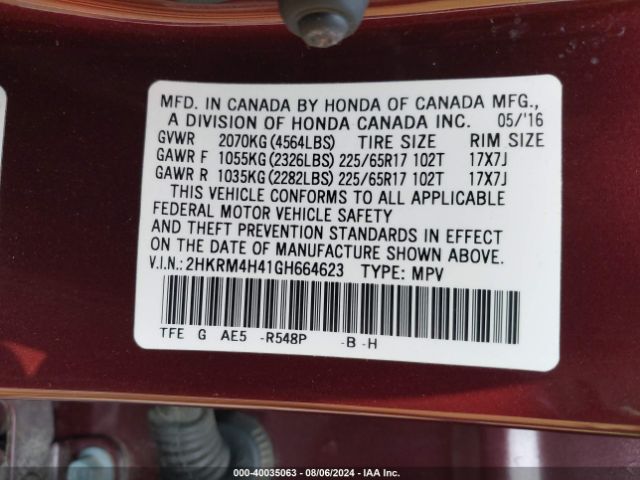 MFD. IN CANADA BY HONDA OF CANADA MFG.,
A DIVISION OF HONDA CANADA INC. 05/'16
GVWR 2070KG(4564LBS) TIRE SIZE RIM SIZE
GAWR F 1055KG(2326LBS) 225/65R17 102T 17X7J
GAWR R 1035KG(2282LBS) 225/65R17 102T 17X7J
THIS VEHICLE CONFORMS TO ALL APPLICABLE
FEDERAL MOTOR VEHICLE SAFETY
AND THEFT PREVENTION STANDARDS IN EFFECT
ON THE DATE OF MANUFACTURE SHOWN ABOVE.
V.I.N.: 2HKRM4H41GH664623 TYPE: MPV
TFE G AE5 -R548P -B -H
000-40035063 - 08/06/2024 - IAA Inc.